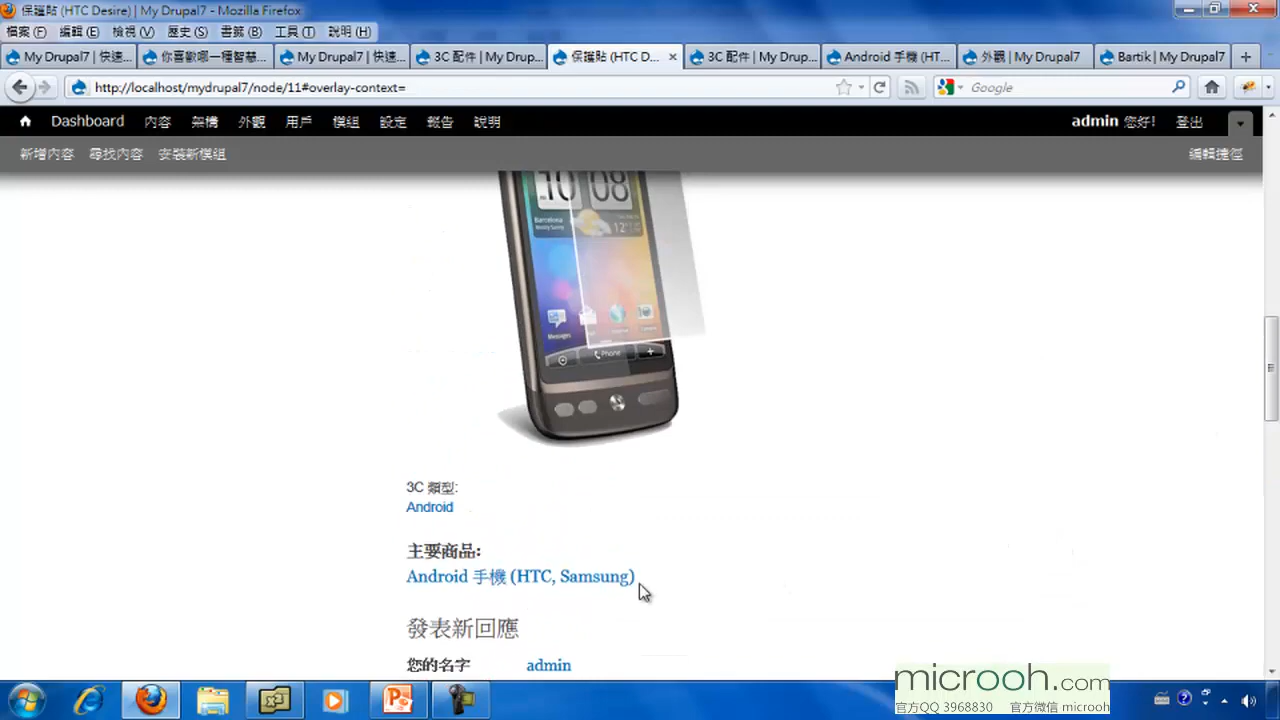 保護貼 (HTC Desire) | My Drupal7 - Mozilla Firefox
檔案 (F) 編輯 (E) 檢視 (V) 歷史 (S) 書籤 (B) 工具 (T) 說明 (H)
My Drupal7 | 快速... 你喜歡哪一種智慧... My Drupal7 | 快速... 3C 配件 | My Drup... 保護貼 (HTC D... 3C 配件 | My Drup... Android 手機 (HT... 外觀 | My Drupal7 Bartik | My Drupal7
http://localhost/mydrupal7/node/11#overlay-context= Google
Dashboard 內容 架構 外觀 用戶 模組 設定 報告 說明 admin 您好! 登出
新增內容 尋找內容 安裝新模組 編輯捷徑
10 08
Barcelona
12°
Messages
Phone
3C 類型:
Android
主要商品:
Android 手機 (HTC, Samsung)
發表新回應
您的名字 admin
microoh.com
官方QQ 3968830 官方微信 microoh